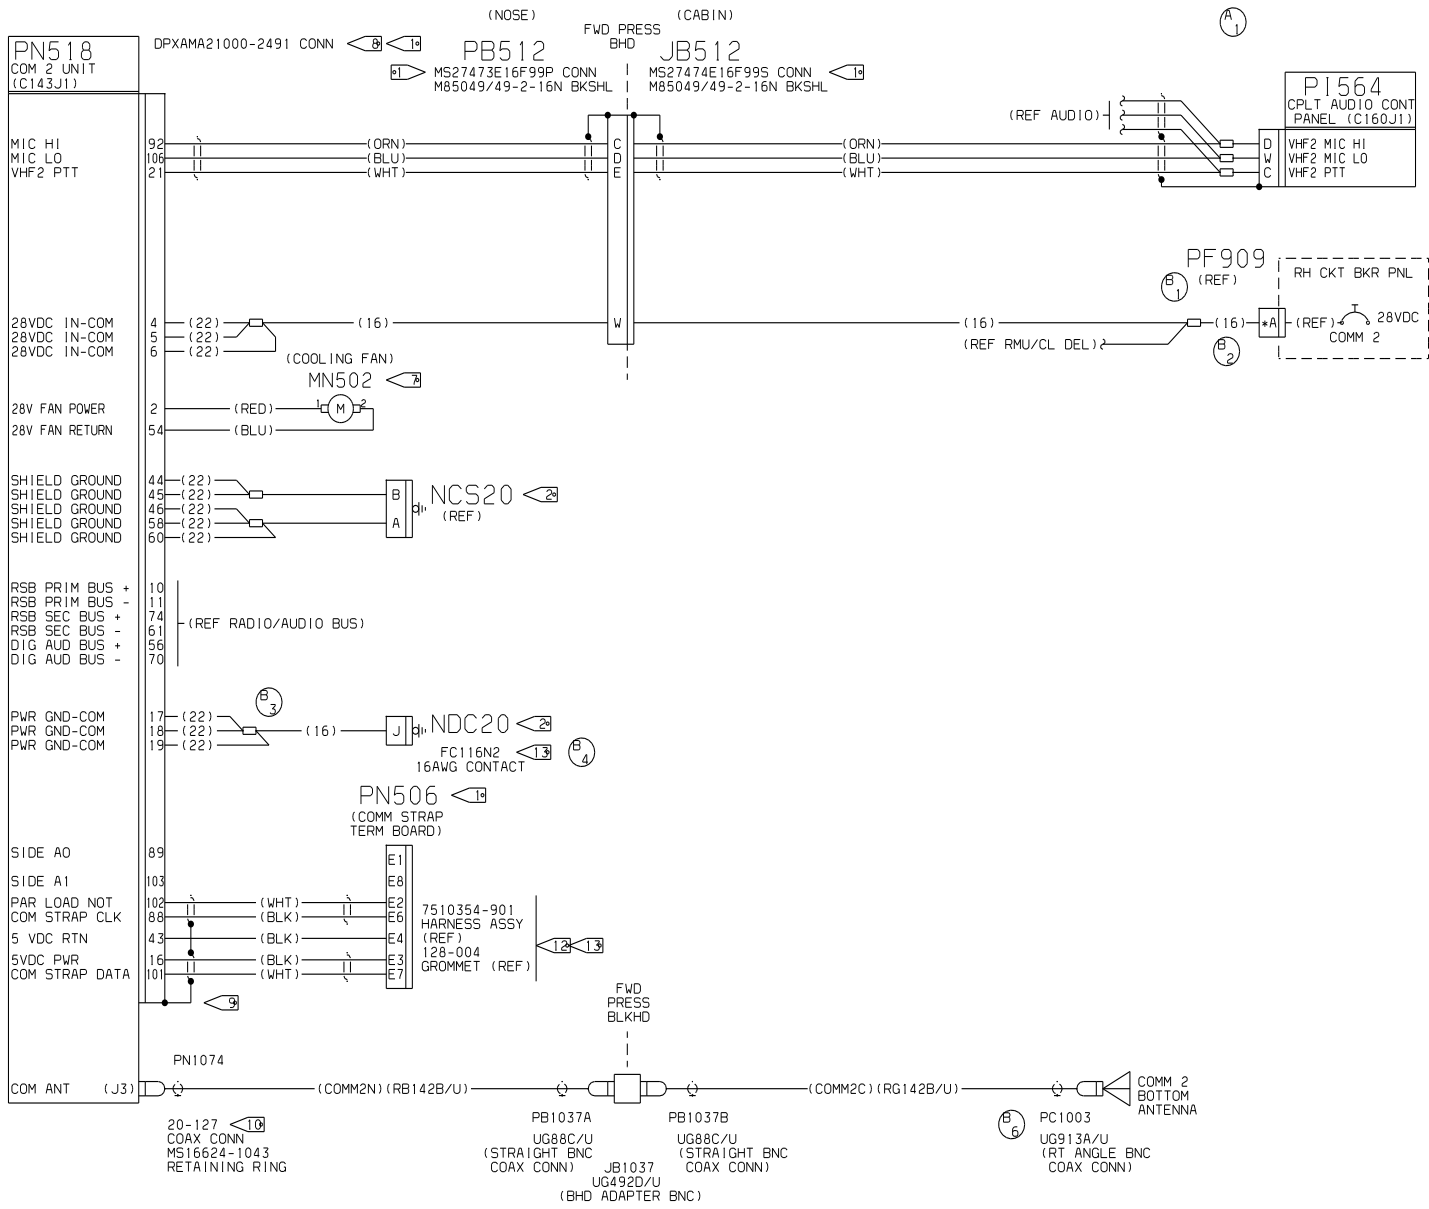 (NOSE)
(CABIN)
FWD PRESS
BHD
A
1
PN518
COM 2 UNIT
(C143J1)
DPXAMA21000-2491 CONN
8
1
PB512
1
MS27473E16F99P CONN
M85049/49-2-16N BKSHL
JB512
MS27474E16F99S CONN
1
M85049/49-2-16N BKSHL
(REF AUDIO)
PI564
CPLT AUDIO CONT
PANEL (C160J1)
MIC HI 92 (ORN) C (ORN) D VHF2 MIC HI
MIC LO 106 (BLU) D (BLU) W VHF2 MIC LO
VHF2 PTT 21 (WHT) E (WHT) C VHF2 PTT
PF909
(REF)
B
1
RH CKT BKR PNL
28VDC IN-COM 4 (22) (16) W (16) (16) *A (REF) 28VDC
COMM 2
28VDC IN-COM 5 (22)
28VDC IN-COM 6 (22)
(REF RMU/CL DEL)
B
2
(COOLING FAN)
MN502
7
28V FAN POWER 2 (RED) 1 M 2
28V FAN RETURN 54 (BLU)
SHIELD GROUND 44 (22)
SHIELD GROUND 45 (22) B
SHIELD GROUND 46 (22)
SHIELD GROUND 58 (22) A
SHIELD GROUND 60 (22)
NCS20
2
(REF)
RSB PRIM BUS + 10
RSB PRIM BUS - 11
RSB SEC BUS + 74
RSB SEC BUS - 61
DIG AUD BUS + 56
DIG AUD BUS - 70
(REF RADIO/AUDIO BUS)
B
3
PWR GND-COM 17 (22)
PWR GND-COM 18 (22) (16) J
PWR GND-COM 19 (22)
NDC20
2
FC116N2
13
16AWG CONTACT
B
4
PN506
1
(COMM STRAP
TERM BOARD)
SIDE A0 89 E1
SIDE A1 103 E8
PAR LOAD NOT 102 (WHT) E2
COM STRAP CLK 88 (BLK) E6
5 VDC RTN 43 (BLK) E4
5VDC PWR 16 (BLK) E3
COM STRAP DATA 101 (WHT) E7
7510354-901
HARNESS ASSY
(REF)
128-004
GROMMET (REF)
12
13
9
FWD
PRESS
BLKHD
PN1074
COM ANT (J3) (COMM2N)(RB142B/U) (COMM2C)(RG142B/U)
COMM 2
BOTTOM
ANTENNA
20-127
10
COAX CONN
MS16624-1043
RETAINING RING
PB1037A
UG88C/U
(STRAIGHT BNC
COAX CONN)
JB1037
UG492D/U
(BHD ADAPTER BNC)
PB1037B
UG88C/U
(STRAIGHT BNC
COAX CONN)
B
6
PC1003
UG913A/U
(RT ANGLE BNC
COAX CONN)